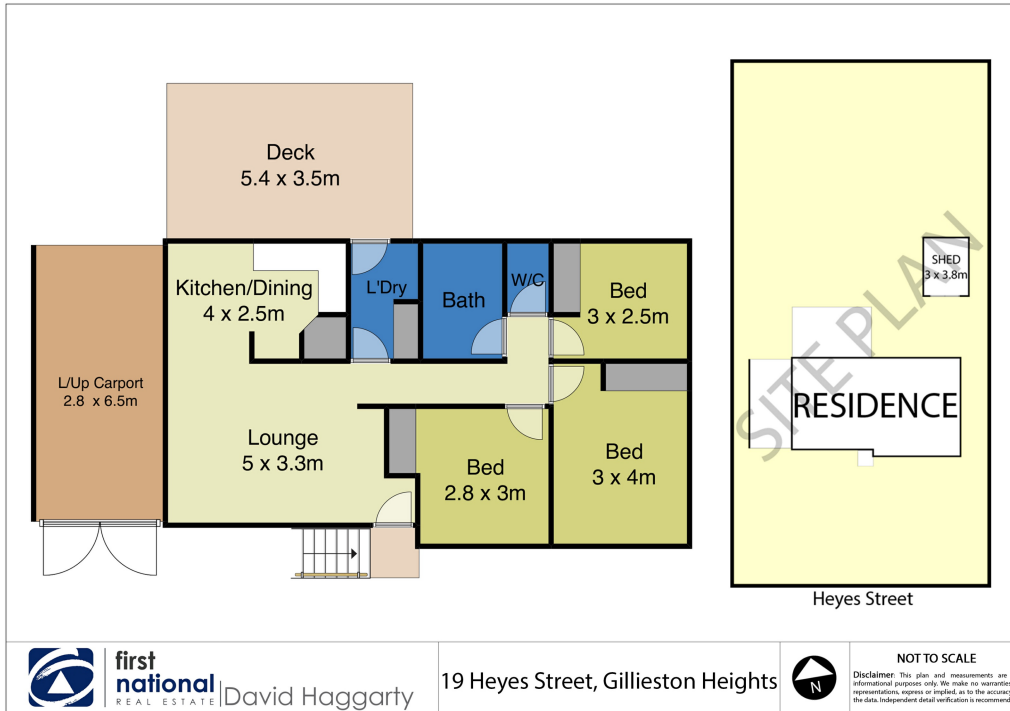 Deck
5.4 x 3.5m
Kitchen/Dining
4 x 2.5m
L'Dry
Bath
W/C
Bed
3 x 2.5m
L/Up Carport
2.8 x 6.5m
Lounge
5 x 3.3m
Bed
2.8 x 3m
Bed
3 x 4m
SITE PLAN
SHED
3 x 3.8m
RESIDENCE
Heyes Street
first
national
REAL ESTATE
David Haggarty
19 Heyes Street, Gillieston Heights
N
NOT TO SCALE
Disclaimer: This plan and measurements are
informational purposes only. We make no warranties
representations, express or implied, as to the accuracy
the data. Independent detail verification is recommend